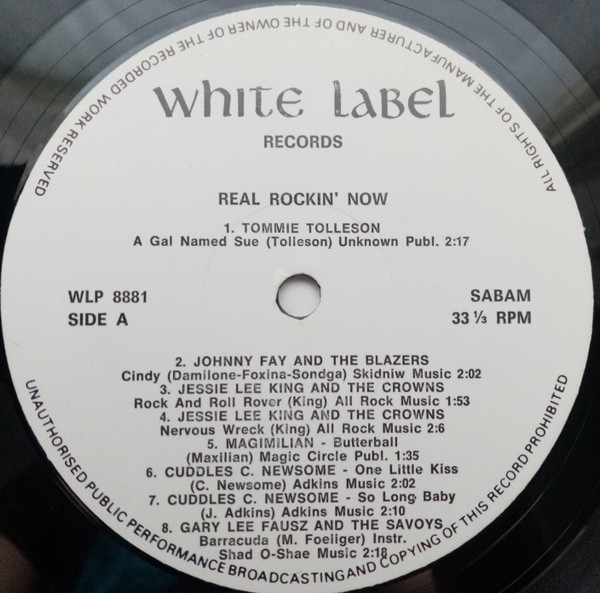 ALL RIGHTS OF THE MANUFACTURER AND OF THE OWNER OF THE RECORDED WORK RESERVED
WHITE LABEL
RECORDS
REAL ROCKIN' NOW
1. TOMMIE TOLLESON
A Gal Named Sue (Tolleson) Unknown Publ. 2:17
WLP 8881 SABAM
SIDE A 33 ⅓ RPM
2. JOHNNY FAY AND THE BLAZERS
Cindy (Damilone-Foxina-Sondga) Skidniw Music 2:02
3. JESSIE LEE KING AND THE CROWNS
Rock And Roll Rover (King) All Rock Music 1:53
4. JESSIE LEE KING AND THE CROWNS
Nervous Wreck (King) All Rock Music 2:6
5. MAGIMILIAN - Butterball
(Maxilian) Magic Circle Publ. 1:35
6. CUDDLES C. NEWSOME - One Little Kiss
(C. Newsome) Adkins Music 2:02
7. CUDDLES C. NEWSOME - So Long Baby
(J. Adkins) Adkins Music 2:10
8. GARY LEE FAUSZ AND THE SAVOYS
Barracuda (M. Foeliger) Instr.
Shad O-Shae Music 2:18
UNAUTHORISED PUBLIC PERFORMANCE BROADCASTING AND COPYING OF THIS RECORD PROHIBITED